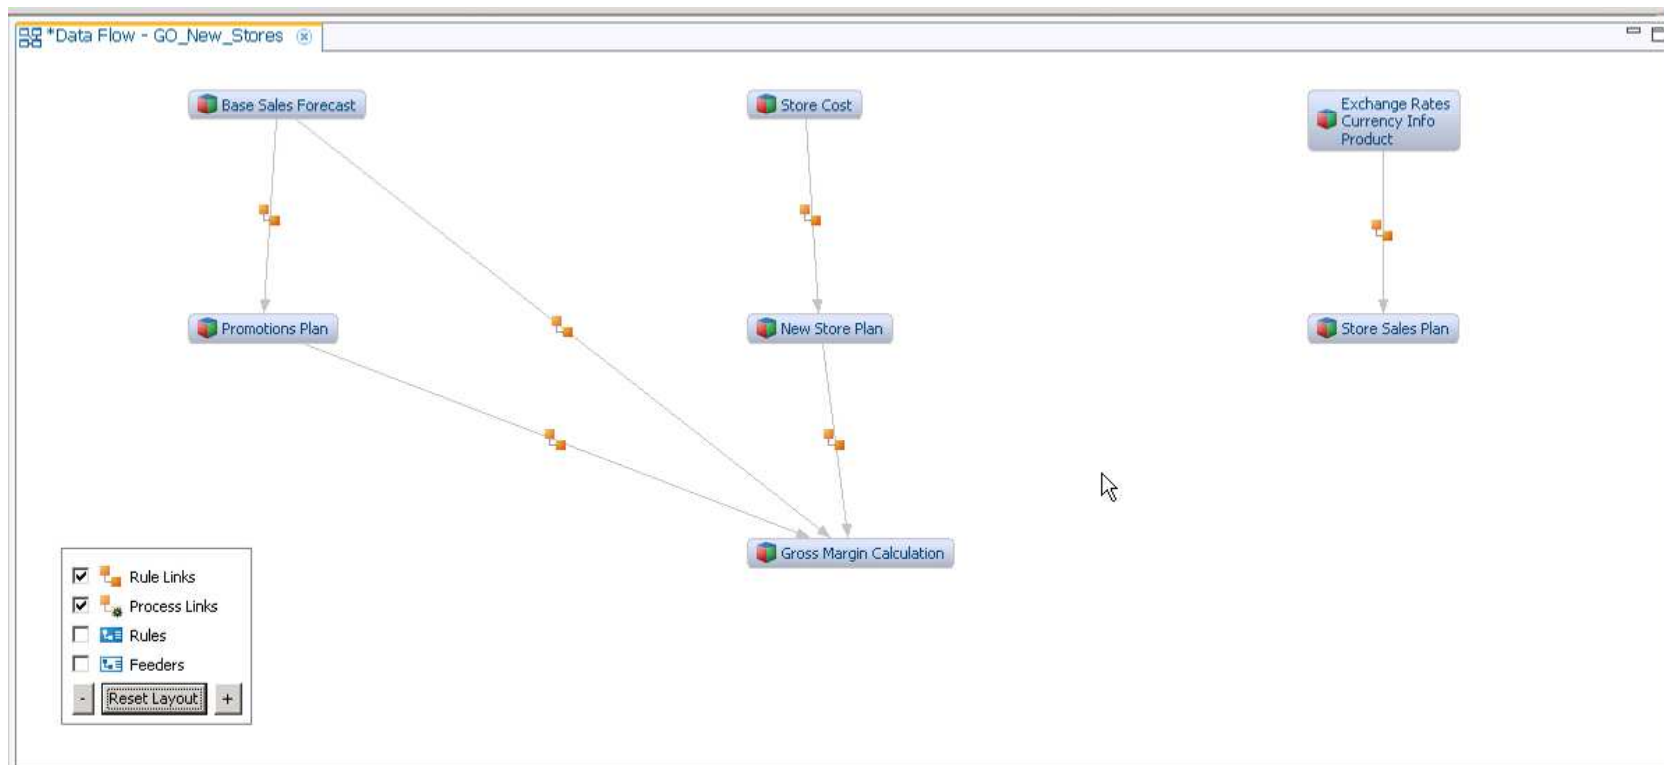 *Data Flow - GO_New_Stores
Base Sales Forecast
Store Cost
Exchange Rates
Currency Info
Product
Promotions Plan
New Store Plan
Store Sales Plan
Gross Margin Calculation
Rule Links
Process Links
Rules
Feeders
- Reset Layout +